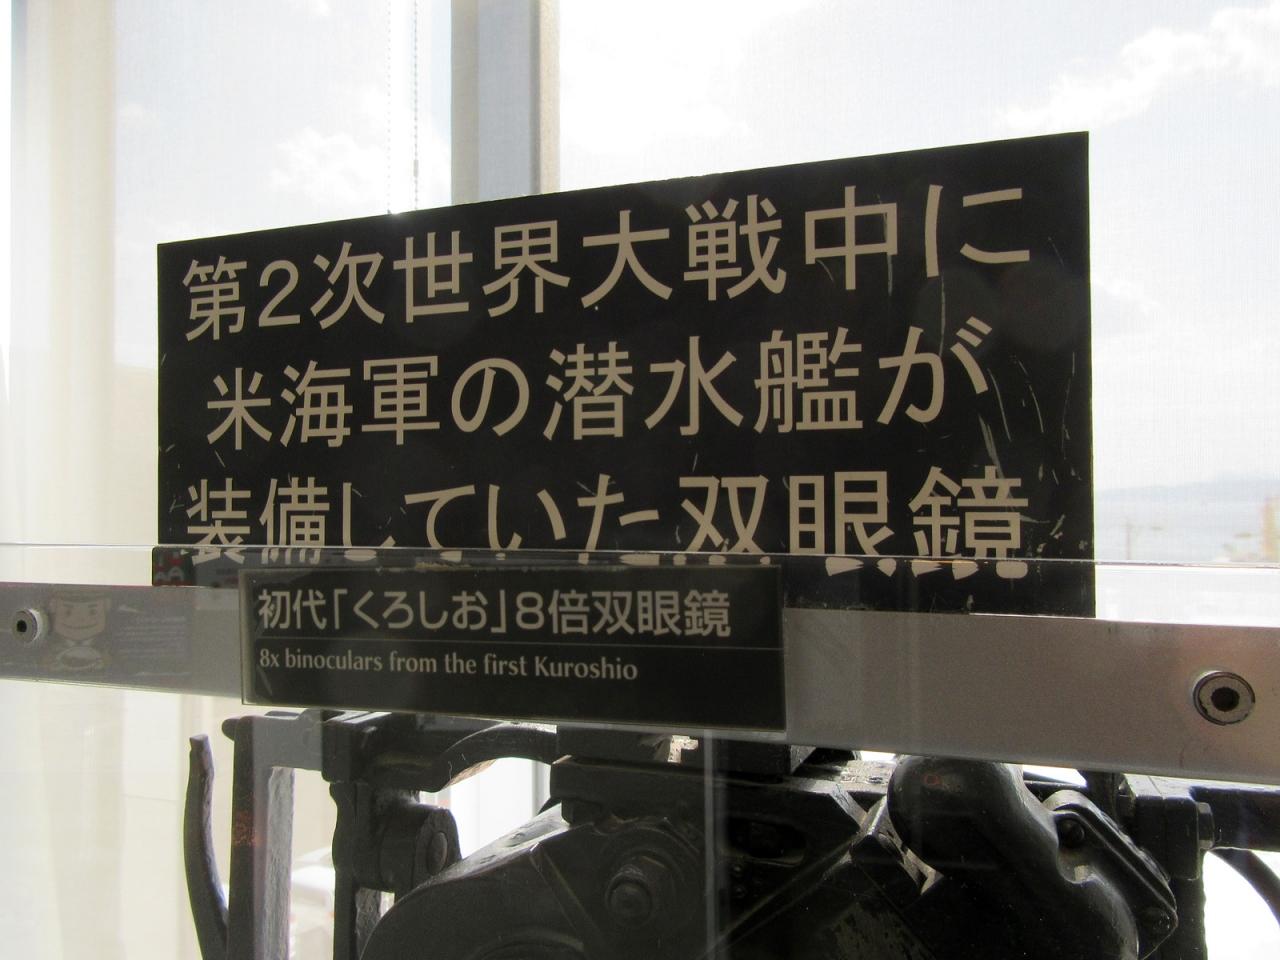 第2次世界大戦中に
米海軍の潜水艦が
装備していた双眼鏡
初代「くろしお」8倍双眼鏡
8x binoculars from the first Kuroshio